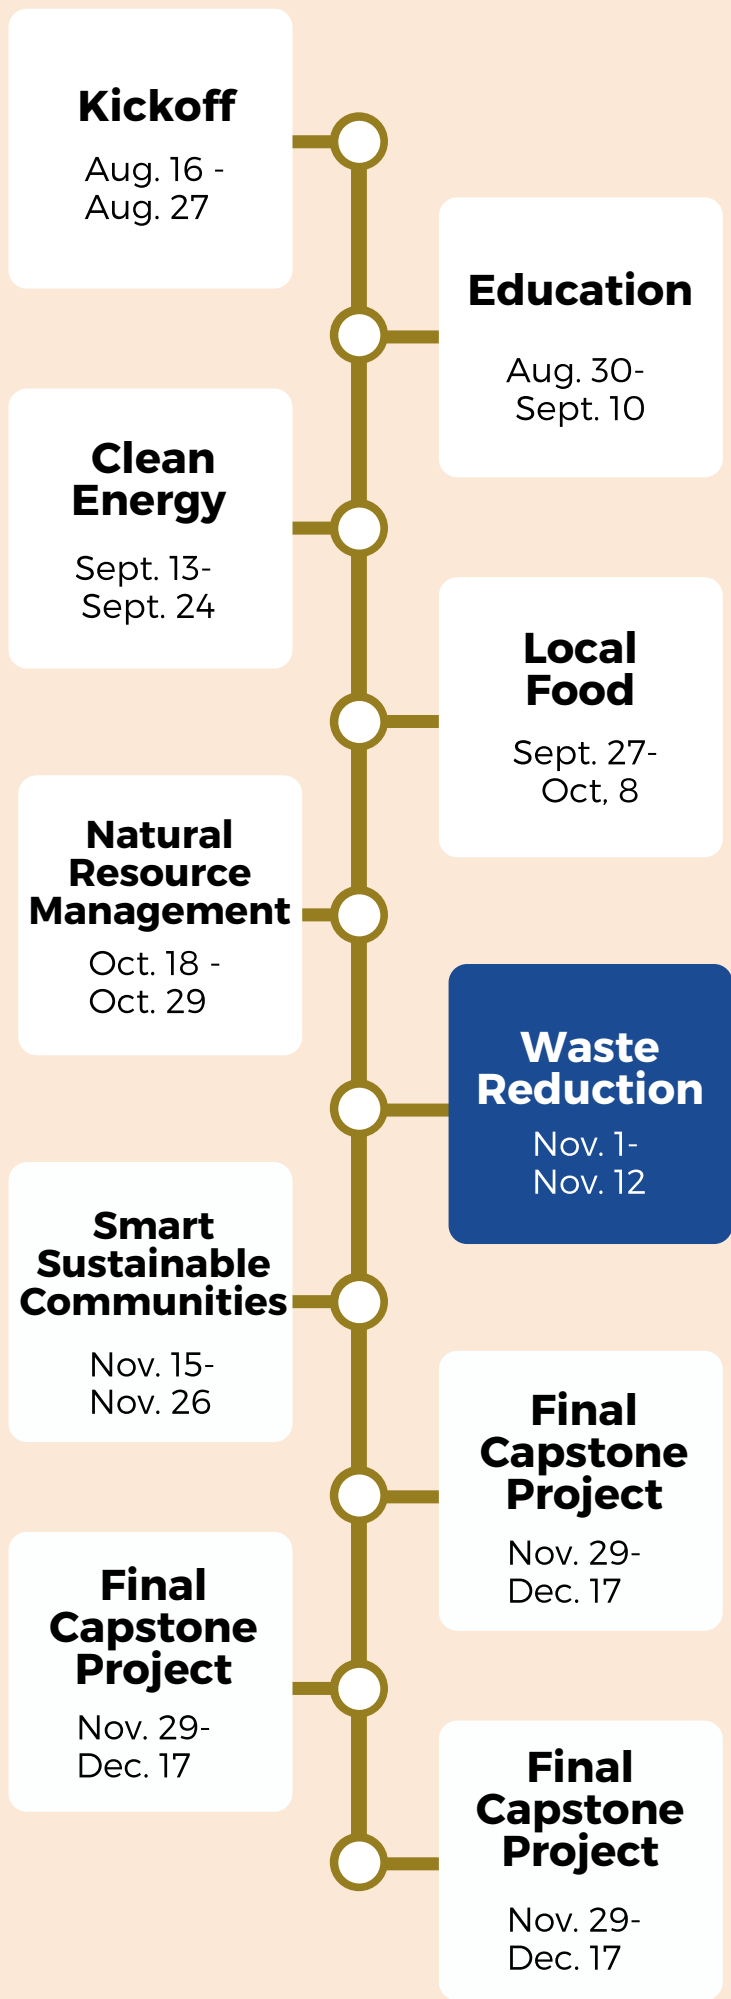 Kickoff
Aug. 16 -
Aug. 27
Education
Aug. 30-
Sept. 10
Clean
Energy
Sept. 13-
Sept. 24
Local
Food
Sept. 27-
Oct, 8
Natural
Resource
Management
Oct. 18 -
Oct. 29
Waste
Reduction
Nov. 1-
Nov. 12
Smart
Sustainable
Communities
Nov. 15-
Nov. 26
Final
Capstone
Project
Nov. 29-
Dec. 17
Final
Capstone
Project
Nov. 29-
Dec. 17
Final
Capstone
Project
Nov. 29-
Dec. 17